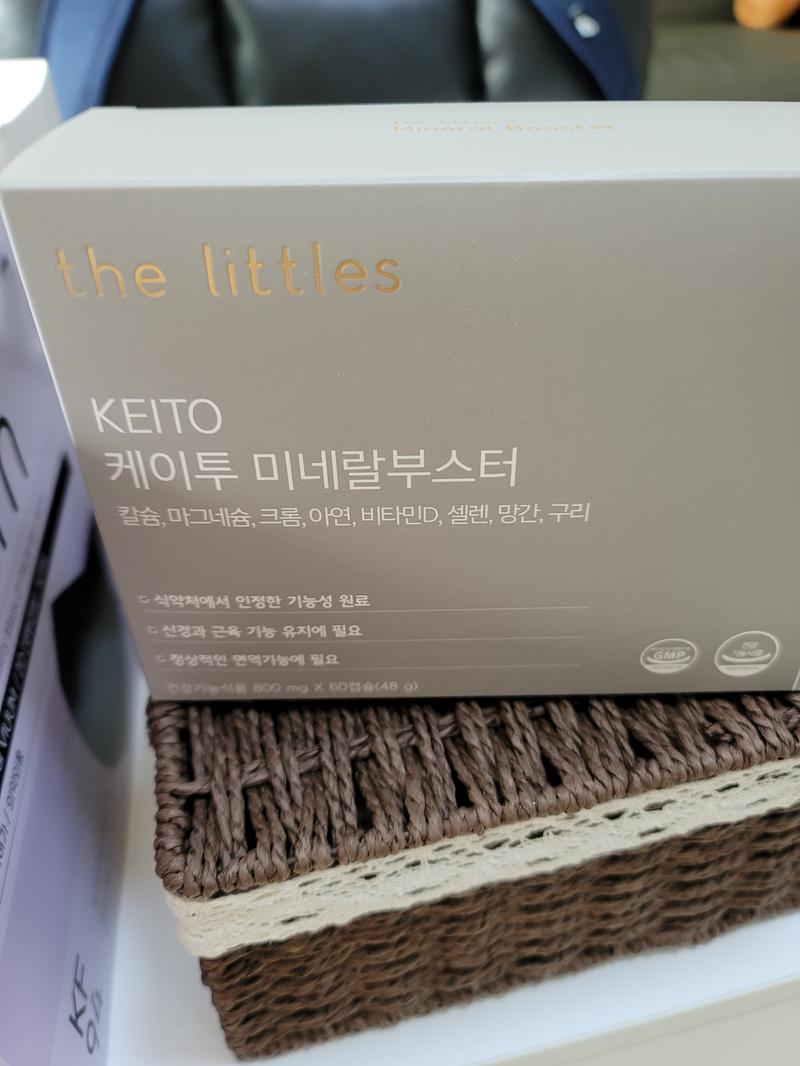 the littles
Mineral Booster
the littles
KEITO
케이투 미네랄부스터
칼슘, 마그네슘, 크롬, 아연, 비타민D, 셀렌, 망간, 구리
식약처에서 인정한 기능성 원료
신경과 근육 기능 유지에 필요
정상적인 면역기능에 필요
건강기능식품 800 mg X 60캡슐(48 g)
GMP
건강
기능식품
KF
94